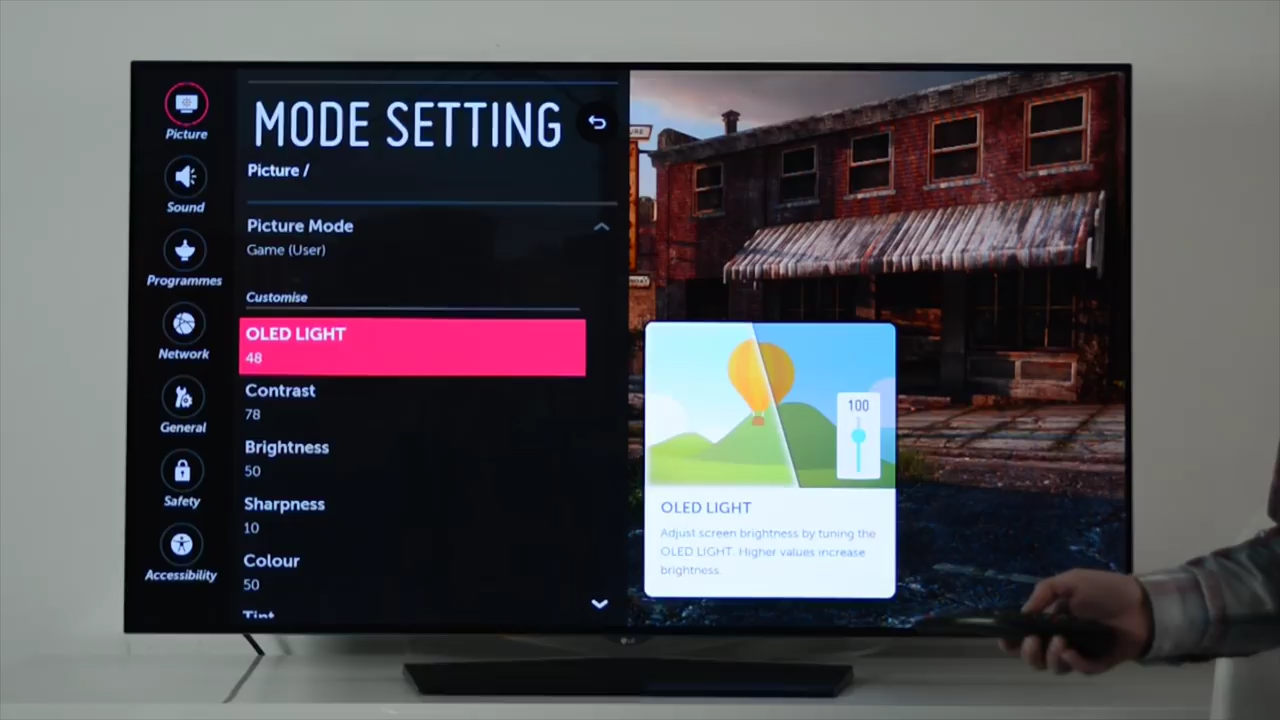 Picture
Sound
Programmes
Network
General
Safety
Accessibility
MODE SETTING
Picture /
Picture Mode
Game (User)
Customise
OLED LIGHT
48
Contrast
78
Brightness
50
Sharpness
10
Colour
50
Tint
100
OLED LIGHT
Adjust screen brightness by tuning the
OLED LIGHT. Higher values increase
brightness.
LG